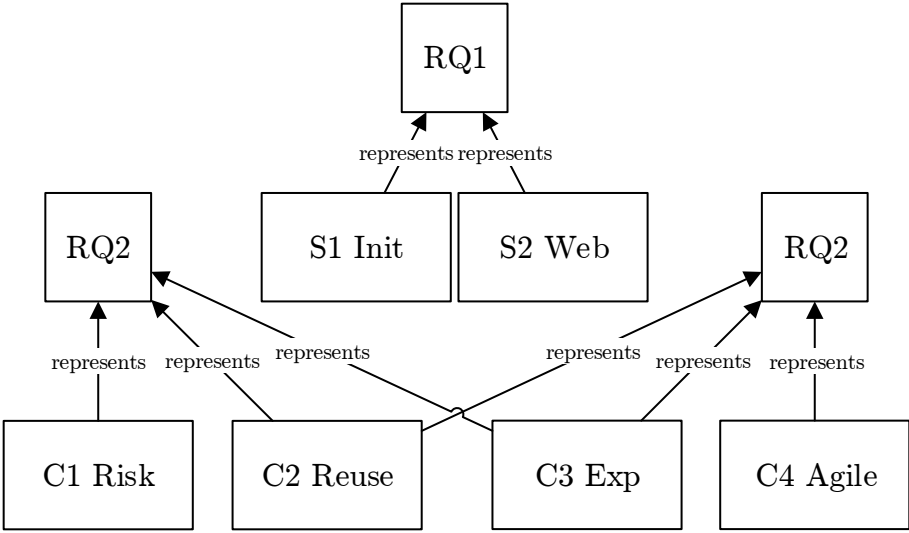 RQ1
represents represents
RQ2
S1 Init
S2 Web
RQ2
represents
represents
represents
represents
represents
represents
C1 Risk
C2 Reuse
C3 Exp
C4 Agile